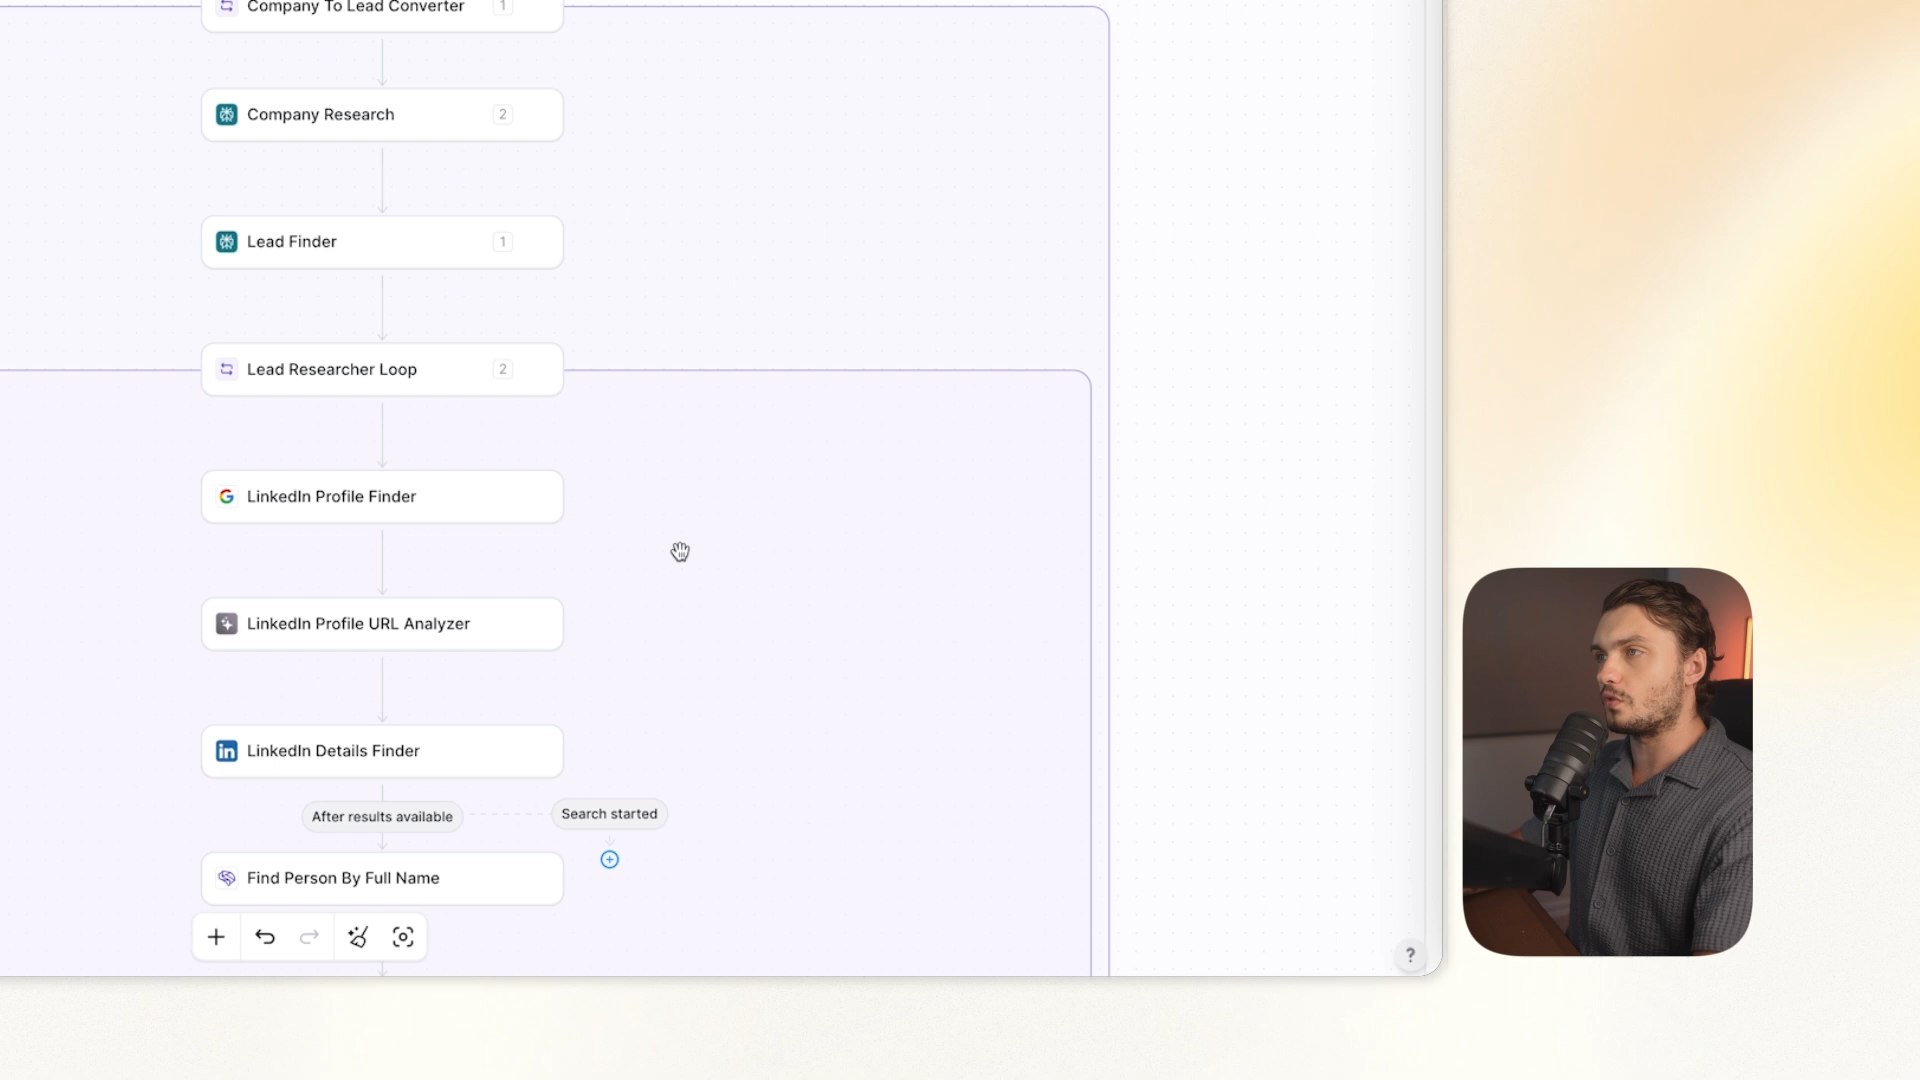 Company To Lead Converter 1
Company Research 2
Lead Finder 1
Lead Researcher Loop 2
LinkedIn Profile Finder
LinkedIn Profile URL Analyzer
LinkedIn Details Finder
After results available
Search started
Find Person By Full Name
?